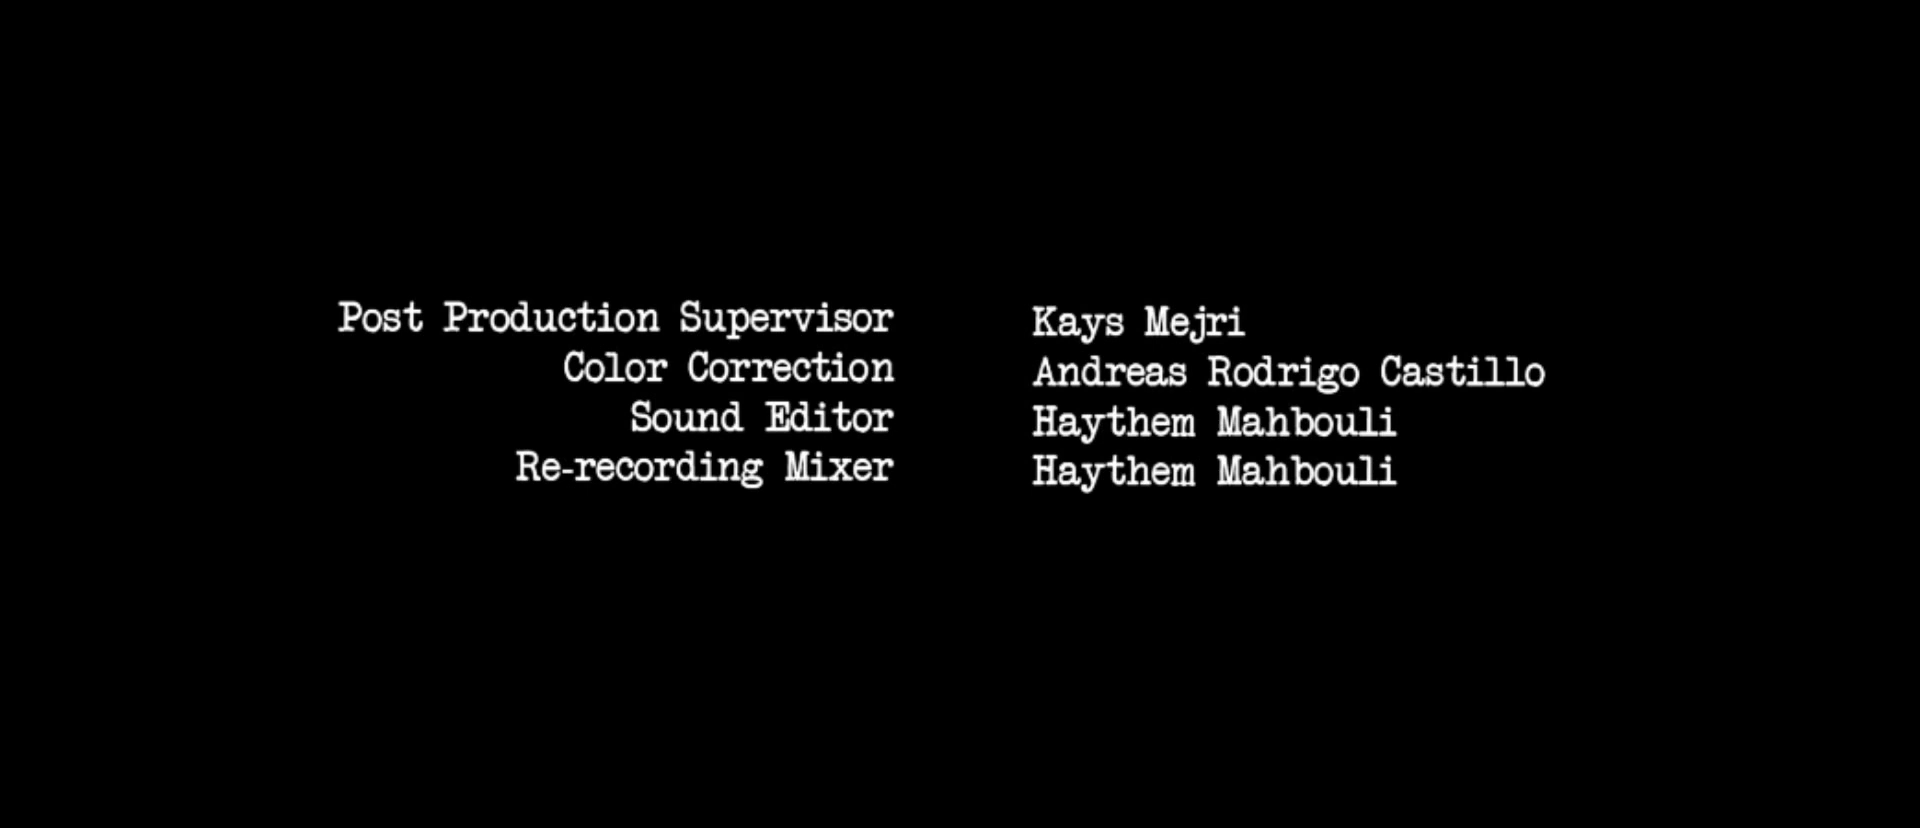 Post Production Supervisor Kays Mejri
Color Correction Andreas Rodrigo Castillo
Sound Editor Haythem Mahbouli
Re-recording Mixer Haythem Mahbouli